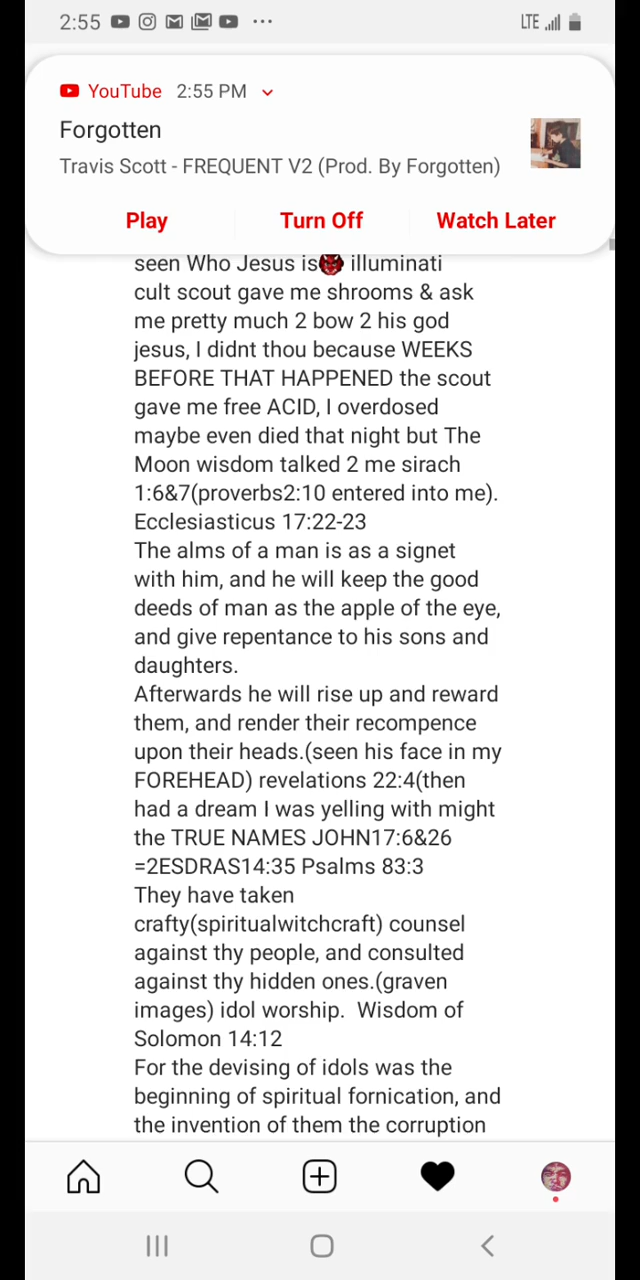 2:55 LTE
YouTube 2:55 PM
Forgotten
Travis Scott - FREQUENT V2 (Prod. By Forgotten)
Play Turn Off Watch Later
seen Who Jesus is👹 illuminati
cult scout gave me shrooms & ask
me pretty much 2 bow 2 his god
jesus, I didnt thou because WEEKS
BEFORE THAT HAPPENED the scout
gave me free ACID, I overdosed
maybe even died that night but The
Moon wisdom talked 2 me sirach
1:6&7(proverbs2:10 entered into me).
Ecclesiasticus 17:22-23
The alms of a man is as a signet
with him, and he will keep the good
deeds of man as the apple of the eye,
and give repentance to his sons and
daughters.
Afterwards he will rise up and reward
them, and render their recompence
upon their heads.(seen his face in my
FOREHEAD) revelations 22:4(then
had a dream I was yelling with might
the TRUE NAMES JOHN17:6&26
=2ESDRAS14:35 Psalms 83:3
They have taken
crafty(spiritualwitchcraft) counsel
against thy people, and consulted
against thy hidden ones.(graven
images) idol worship.  Wisdom of
Solomon 14:12
For the devising of idols was the
beginning of spiritual fornication, and
the invention of them the corruption